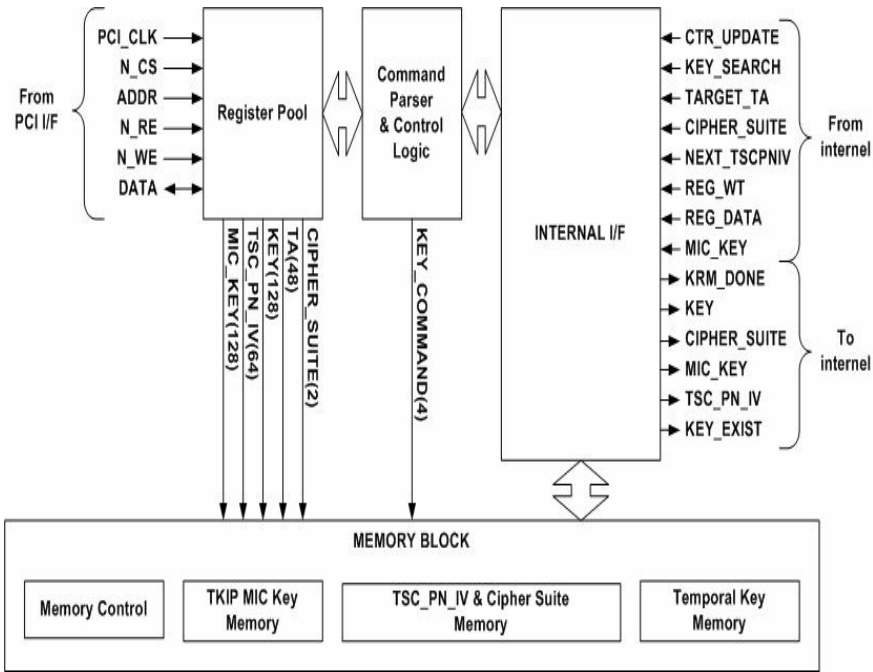 From
PCI I/F
PCI_CLK
N_CS
ADDR
N_RE
N_WE
DATA
Register Pool
Command
Parser
& Control
Logic
INTERNAL I/F
CTR_UPDATE
KEY_SEARCH
TARGET_TA
CIPHER_SUITE
NEXT_TSCPNIV
REG_WT
REG_DATA
MIC_KEY
From
internel
KRM_DONE
KEY
CIPHER_SUITE
MIC_KEY
TSC_PN_IV
KEY_EXIST
To
internel
MIC_KEY(128)
TSC_PN_IV(64)
KEY(128)
TA(48)
CIPHER_SUITE(2)
KEY_COMMAND(4)
MEMORY BLOCK
Memory Control
TKIP MIC Key
Memory
TSC_PN_IV & Cipher Suite
Memory
Temporal Key
Memory